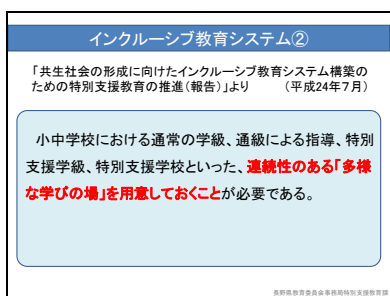 インクルーシブ教育システム②
「共生社会の形成に向けたインクルーシブ教育システム構築の
ための特別支援教育の推進(報告)」より　　(平成24年7月)
小中学校における通常の学級、通級による指導、特別
支援学級、特別支援学校といった、連続性のある「多様
な学びの場」を用意しておくことが必要である。
長野県教育委員会事務局特別支援教育課